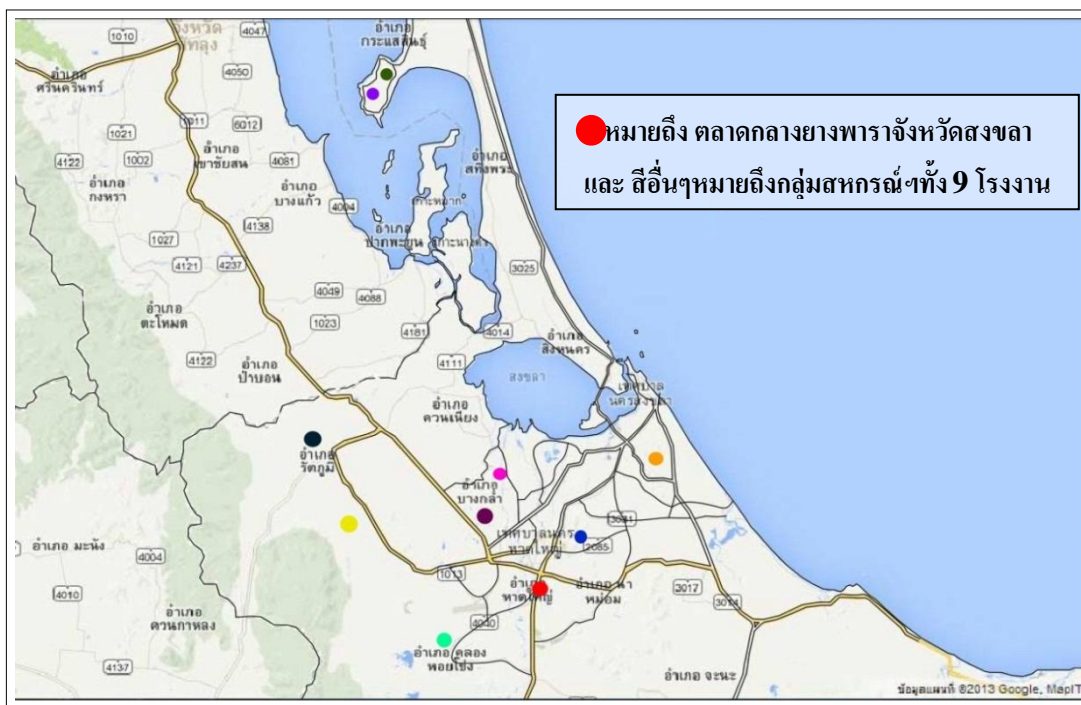 หมายถึง ตลาดกลางยางพาราจังหวัดสงขลา
และ สีอื่นๆหมายถึงกลุ่มสหกรณ์ฯทั้ง 9 โรงงาน
1010
4047
อำเภอ
กระแสสินธุ์
อำเภอ
ศรีนครินทร์
4050
1021
6012
4122
1002
อำเภอ
เขาชัยสน
4081
อำเภอ
สทิงพระ
อำเภอ
กงหรา
อำเภอ
บางแก้ว
4004
เกาะหมาก
4138
อำเภอ
ปากพะยูน
เกาะนางคำ
1027
4121
4237
3025
4049
4088
อำเภอ
ตะโหมด
1023
4181
4014
อำเภอ
สิงหนคร
4122
อำเภอ
ป่าบอน
4111
สงขลา
เทศบาล
นครสงขลา
อำเภอ
ควนเนียง
อำเภอ
รัตภูมิ
อำเภอ
บางกล่ำ
เทศบาลนคร
หาดใหญ่
อำเภอ มะนัง
4004
1013
อำเภอ
หาดใหญ่
อำเภอ นา
หม่อม
3017
3014
4010
อำเภอ
ควนกาหลง
4040
4137
อำเภอ คลอง
หอยโข่ง
อำเภอ จะนะ
ข้อมูลแผนที่ ©2013 Google, MapIT